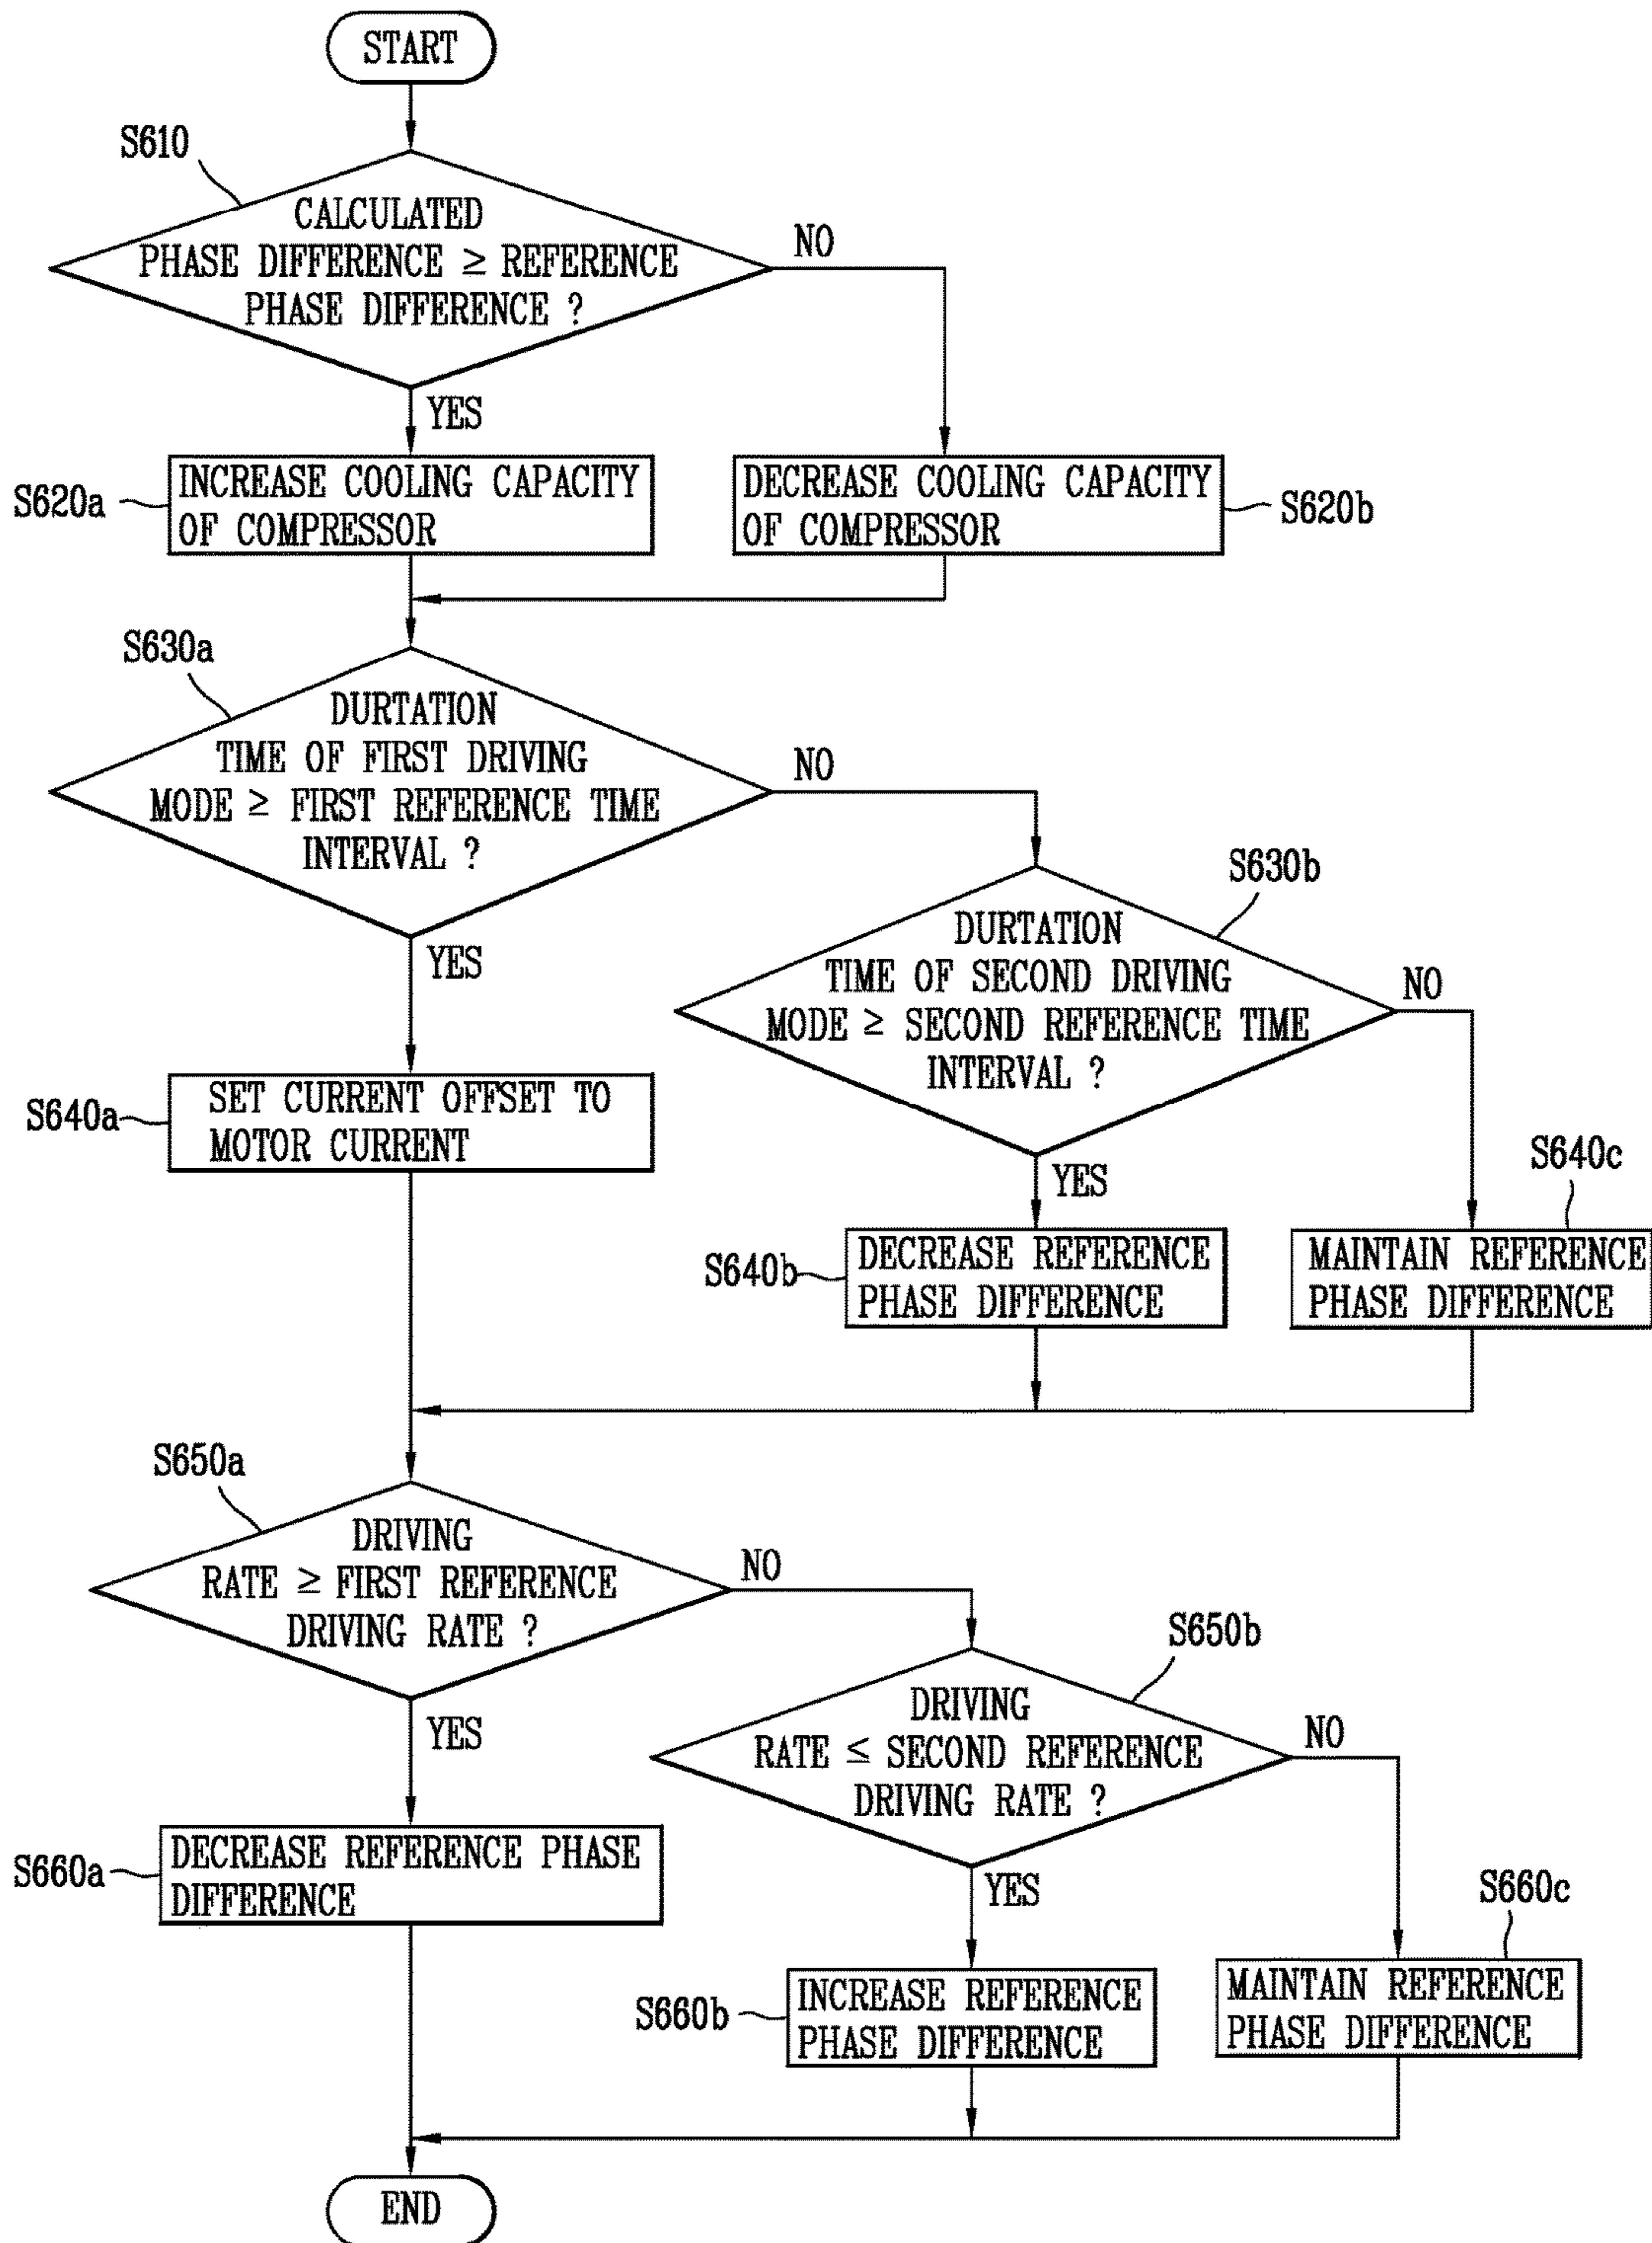 START
S610
CALCULATED
PHASE DIFFERENCE ≥ REFERENCE
PHASE DIFFERENCE ?
NO
YES
S620a
INCREASE COOLING CAPACITY
OF COMPRESSOR
DECREASE COOLING CAPACITY
OF COMPRESSOR
S620b
S630a
DURTATION
TIME OF FIRST DRIVING
MODE ≥ FIRST REFERENCE TIME
INTERVAL ?
NO
YES
S630b
DURTATION
TIME OF SECOND DRIVING
MODE ≥ SECOND REFERENCE TIME
INTERVAL ?
NO
YES
S640a
SET CURRENT OFFSET TO
MOTOR CURRENT
S640b
DECREASE REFERENCE
PHASE DIFFERENCE
S640c
MAINTAIN REFERENCE
PHASE DIFFERENCE
S650a
DRIVING
RATE ≥ FIRST REFERENCE
DRIVING RATE ?
NO
YES
S650b
DRIVING
RATE ≤ SECOND REFERENCE
DRIVING RATE ?
NO
YES
S660a
DECREASE REFERENCE PHASE
DIFFERENCE
S660b
INCREASE REFERENCE
PHASE DIFFERENCE
S660c
MAINTAIN REFERENCE
PHASE DIFFERENCE
END